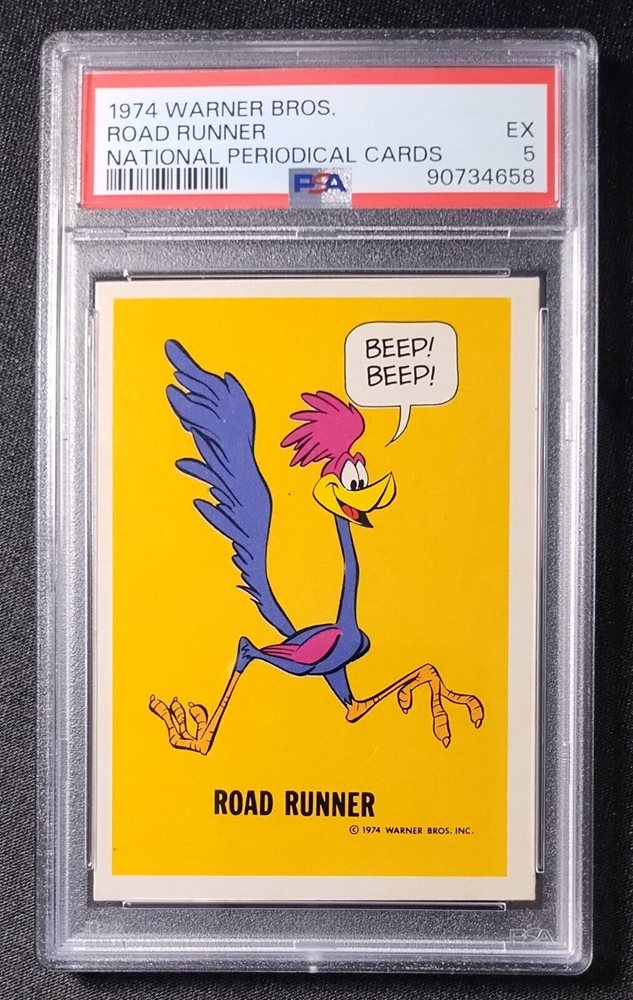 1974 WARNER BROS.
ROAD RUNNER EX
NATIONAL PERIODICAL CARDS 5
PSA 90734658
BEEP!
BEEP!
ROAD RUNNER
© 1974 WARNER BROS. INC.
PSA